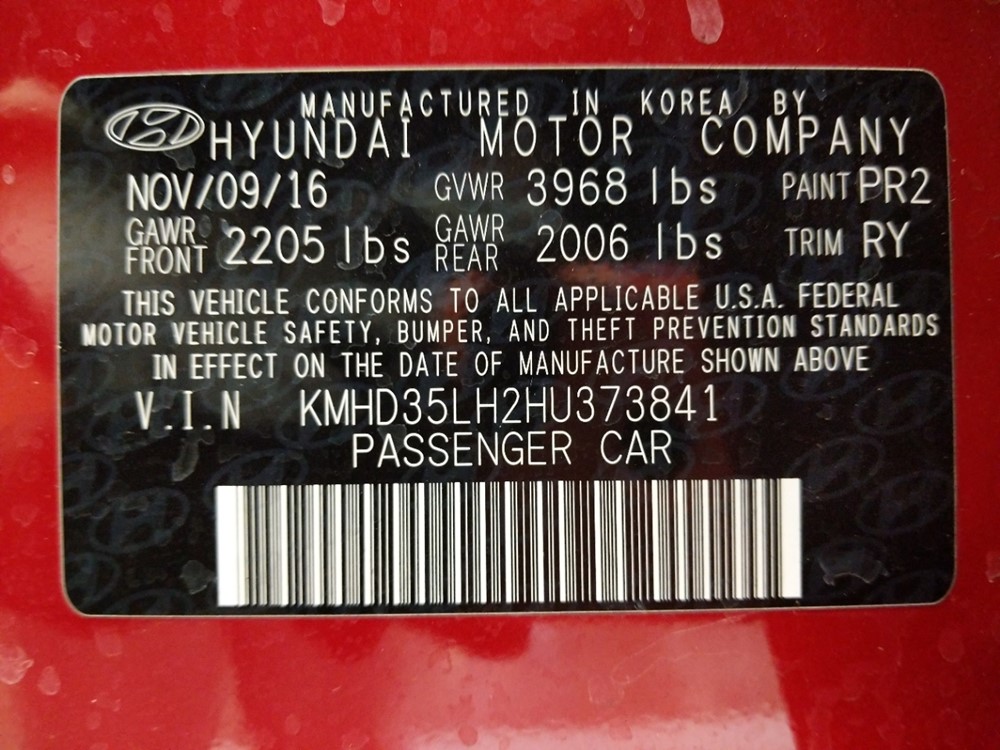 MANUFACTURED IN KOREA BY
HYUNDAI MOTOR COMPANY
NOV/09/16 GVWR 3968 lbs PAINT PR2
GAWR FRONT 2205 lbs GAWR REAR 2006 lbs TRIM RY
THIS VEHICLE CONFORMS TO ALL APPLICABLE U.S.A. FEDERAL
MOTOR VEHICLE SAFETY, BUMPER, AND THEFT PREVENTION STANDARDS
IN EFFECT ON THE DATE OF MANUFACTURE SHOWN ABOVE
V.I.N KMHD35LH2HU373841
PASSENGER CAR